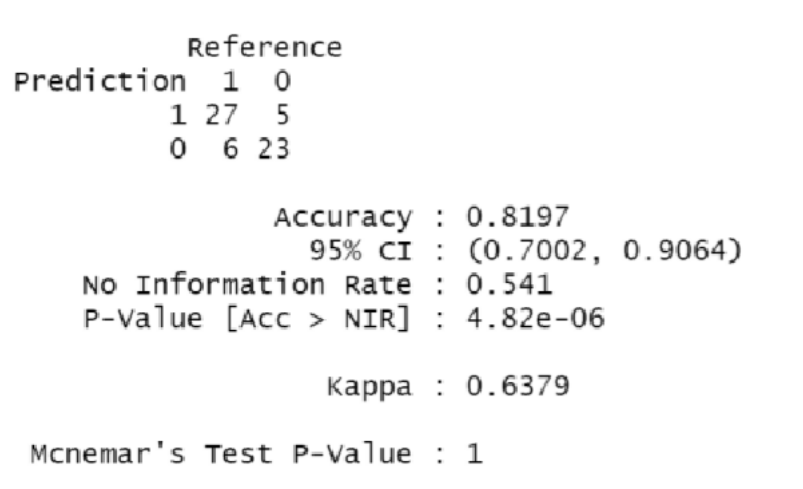 Reference
Prediction 1 0
1 27 5
0 6 23
Accuracy : 0.8197
95% CI : (0.7002, 0.9064)
No Information Rate : 0.541
P-Value [Acc > NIR] : 4.82e-06
Kappa : 0.6379
Mcnemar's Test P-Value : 1